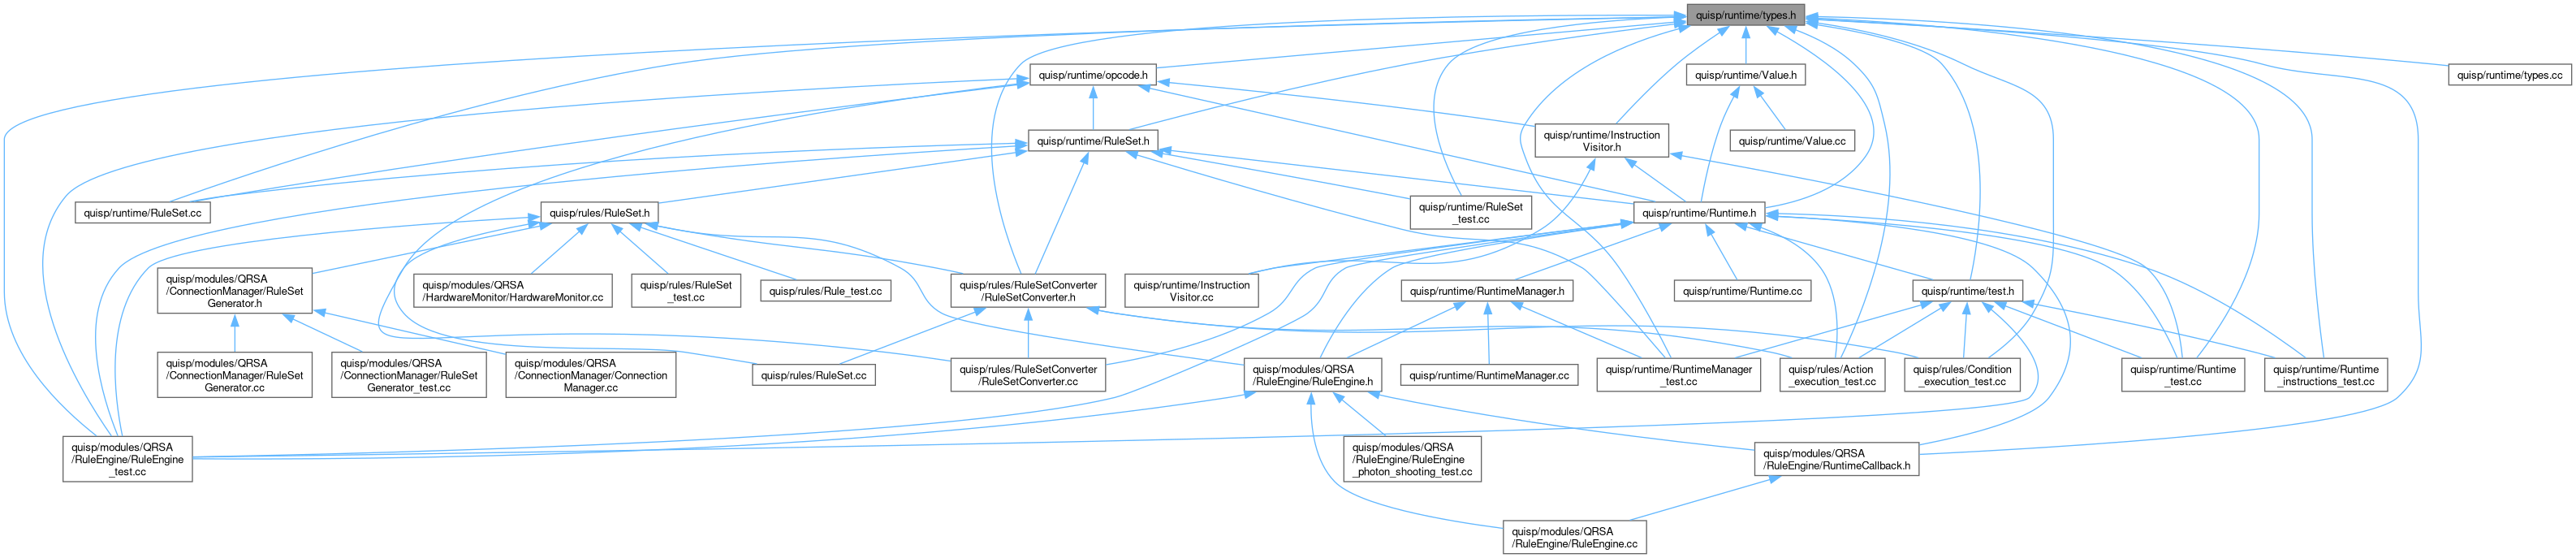 quisp/runtime/types.h
quisp/runtime/opcode.h
quisp/runtime/Value.h
quisp/runtime/types.cc
quisp/runtime/RuleSet.h
quisp/runtime/Instruction
Visitor.h
quisp/runtime/Value.cc
quisp/runtime/RuleSet.cc
quisp/rules/RuleSet.h
quisp/runtime/RuleSet
_test.cc
quisp/runtime/Runtime.h
quisp/modules/QRSA
/ConnectionManager/RuleSet
Generator.h
quisp/modules/QRSA
/HardwareMonitor/HardwareMonitor.cc
quisp/rules/RuleSet
_test.cc
quisp/rules/Rule_test.cc
quisp/rules/RuleSetConverter
/RuleSetConverter.h
quisp/runtime/Instruction
Visitor.cc
quisp/runtime/RuntimeManager.h
quisp/runtime/Runtime.cc
quisp/runtime/test.h
quisp/modules/QRSA
/ConnectionManager/RuleSet
Generator.cc
quisp/modules/QRSA
/ConnectionManager/RuleSet
Generator_test.cc
quisp/modules/QRSA
/ConnectionManager/Connection
Manager.cc
quisp/rules/RuleSet.cc
quisp/rules/RuleSetConverter
/RuleSetConverter.cc
quisp/modules/QRSA
/RuleEngine/RuleEngine.h
quisp/runtime/RuntimeManager.cc
quisp/runtime/RuntimeManager
_test.cc
quisp/rules/Action
_execution_test.cc
quisp/rules/Condition
_execution_test.cc
quisp/runtime/Runtime
_test.cc
quisp/runtime/Runtime
_instructions_test.cc
quisp/modules/QRSA
/RuleEngine/RuleEngine
_test.cc
quisp/modules/QRSA
/RuleEngine/RuleEngine
_photon_shooting_test.cc
quisp/modules/QRSA
/RuleEngine/RuntimeCallback.h
quisp/modules/QRSA
/RuleEngine/RuleEngine.cc